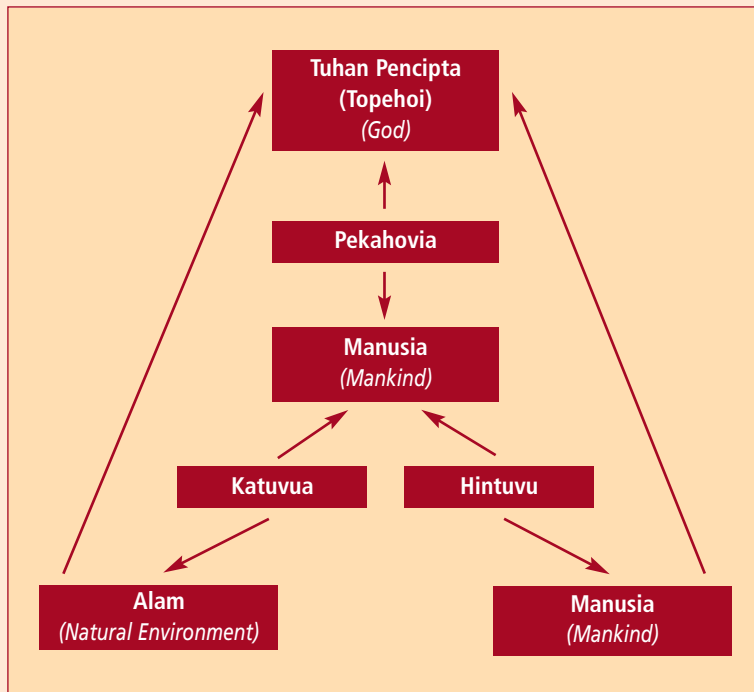 Tuhan Pencipta
(Topehoi)
(God)
Pekahovia
Manusia
(Mankind)
Katuvua
Hintuvu
Alam
(Natural Environment)
Manusia
(Mankind)